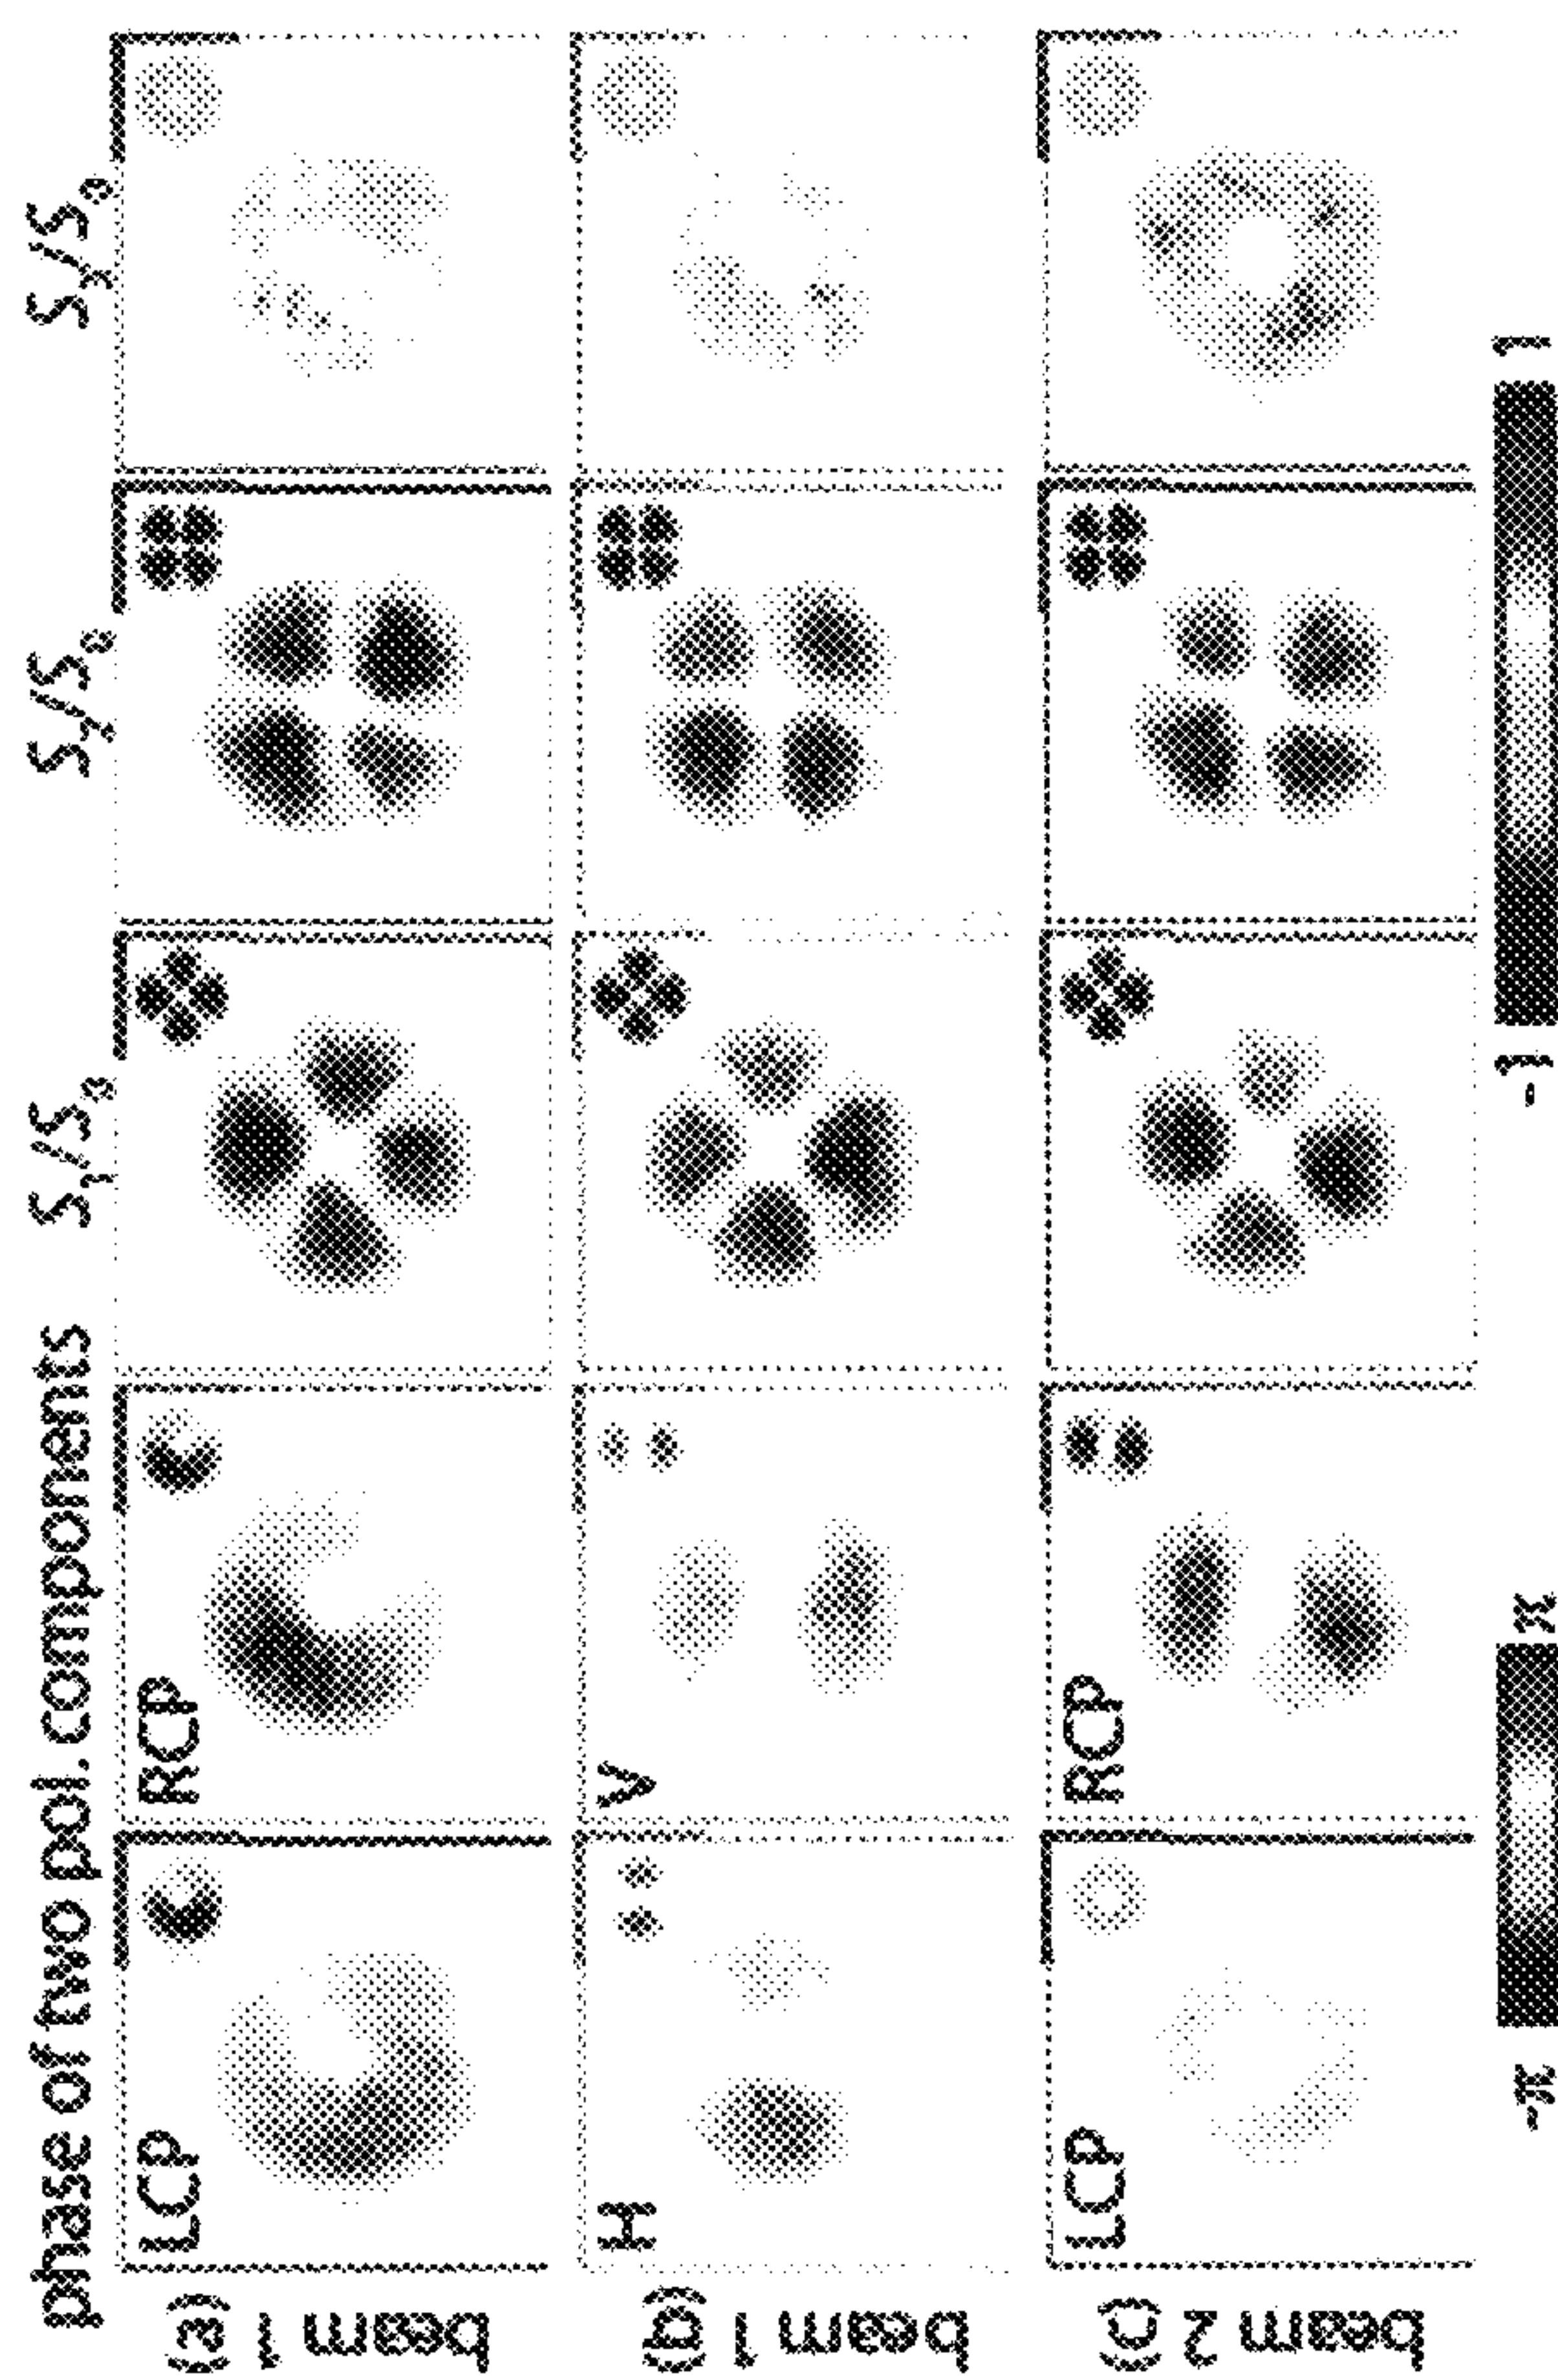 phase of two pol. components S₁/S₀ S₂/S₀ S₃/S₀
(a)
beam 1
LCP
RCP
(b)
beam 1
H
V
(c)
beam 2
LCP
RCP
-π π
-1 1